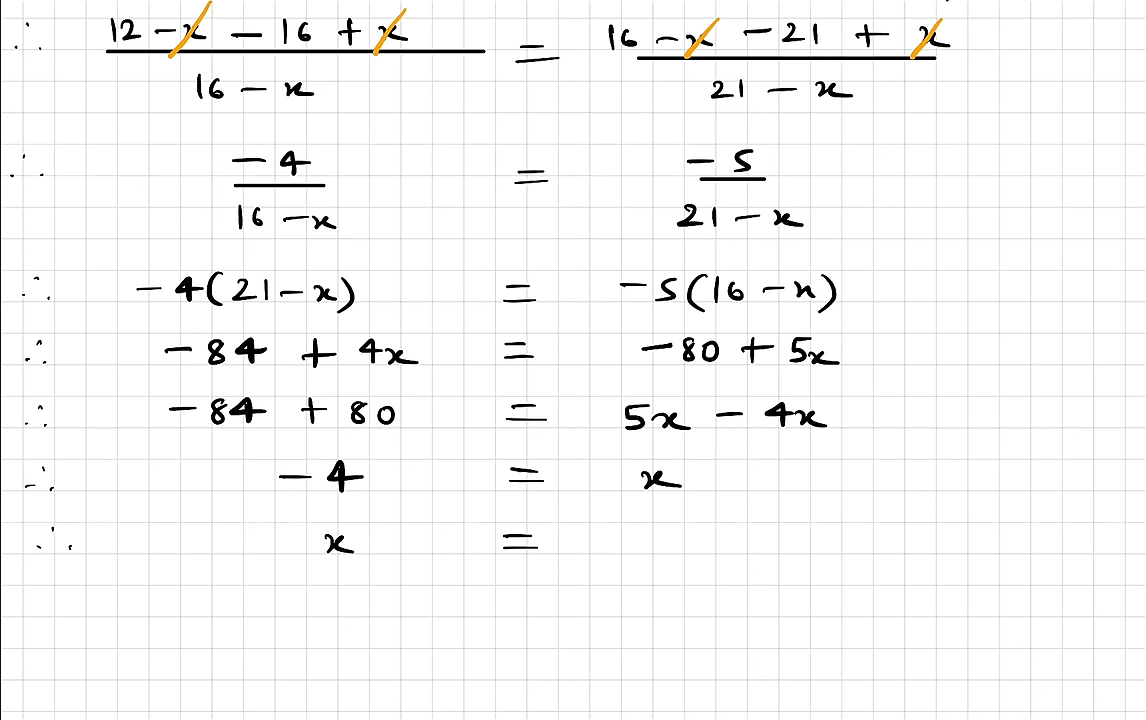 ∴ 12 - x - 16 + x = 16 - x - 21 + x
16 - x 21 - x
∴ - 4 = - 5
16 - x 21 - x
∴ - 4(21 - x) = - 5(16 - x)
∴ - 84 + 4x = - 80 + 5x
∴ - 84 + 80 = 5x - 4x
∴ - 4 = x
∴ x =